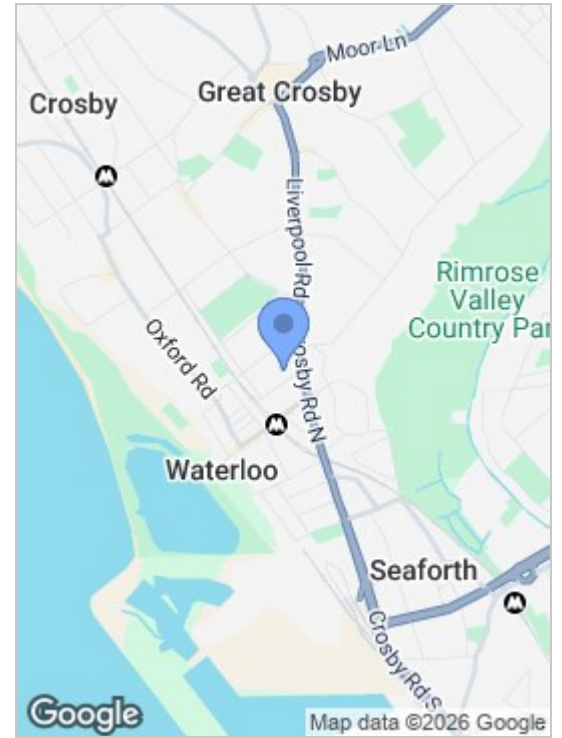 Moor Ln
Crosby
Great Crosby
Liverpool Rd
Rimrose
Valley
Country Par
Oxford Rd
osby Rd N
Waterloo
Seaforth
Crosby Rd S
Google
Map data ©2026 Google